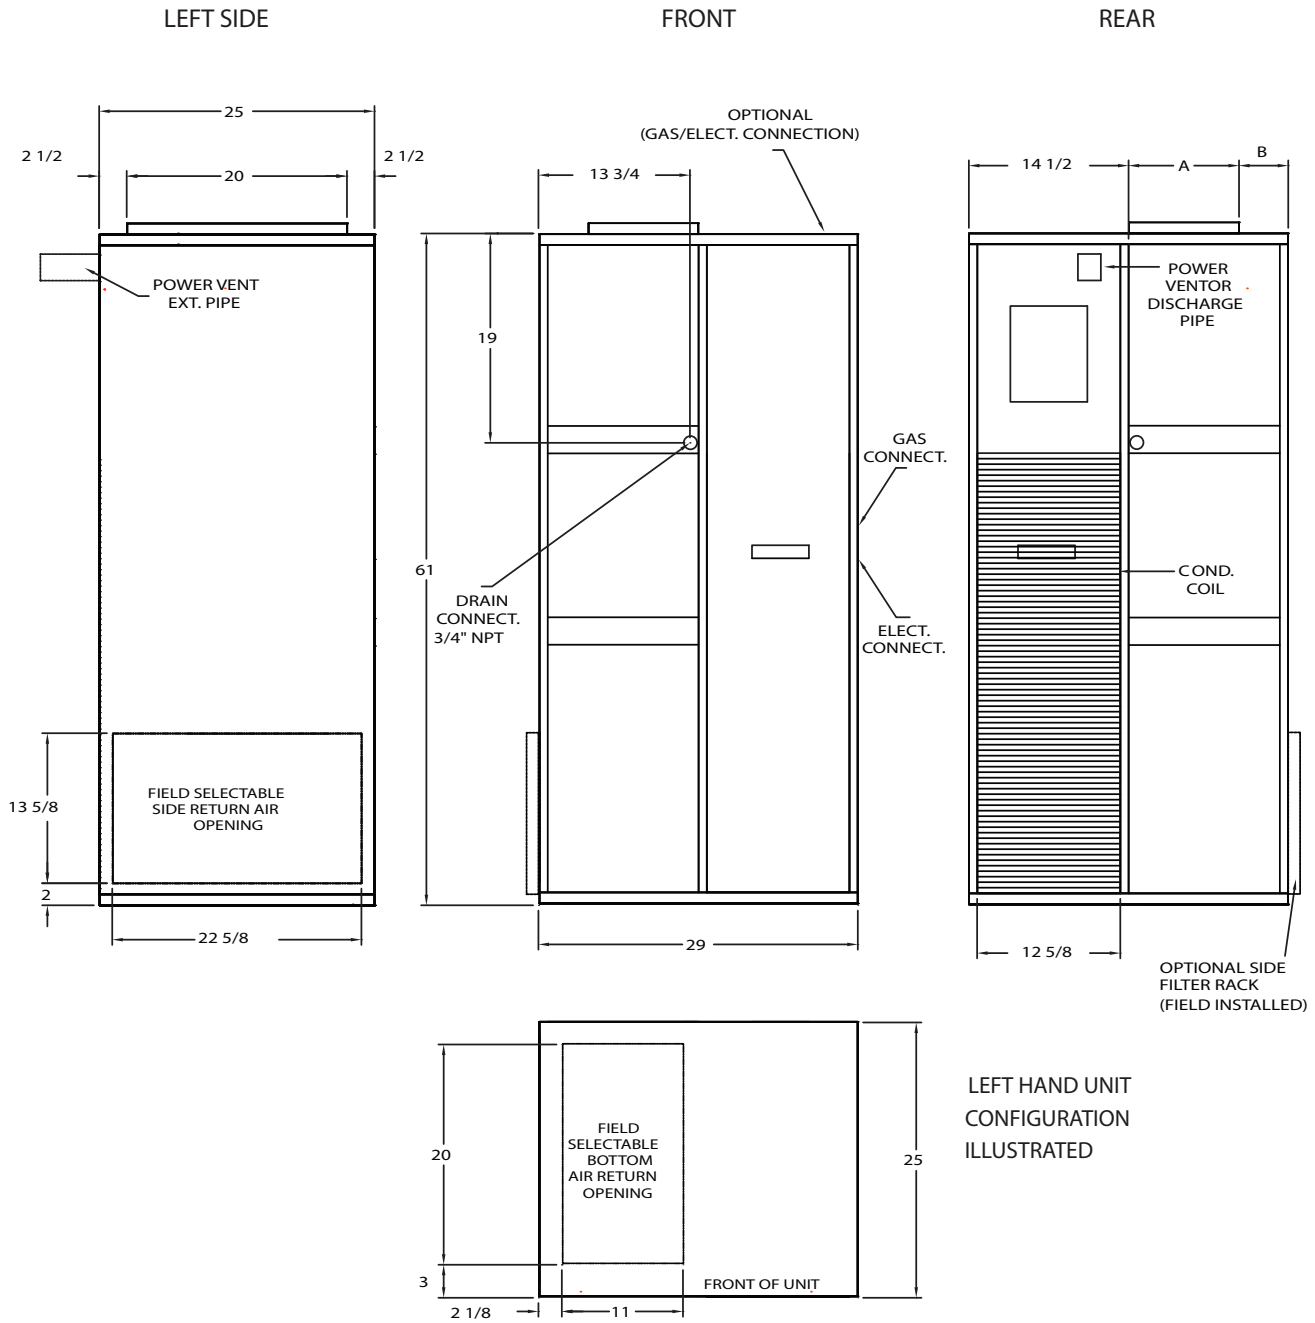 LEFT SIDE
FRONT
REAR
25
2 1/2
2 1/2
20
POWER VENT
EXT. PIPE
13 5/8
FIELD SELECTABLE
SIDE RETURN AIR
OPENING
2
22 5/8
OPTIONAL
(GAS/ELECT. CONNECTION)
13 3/4
19
61
DRAIN
CONNECT.
3/4" NPT
GAS
CONNECT.
ELECT.
CONNECT.
29
14 1/2
A
B
POWER
VENTOR
DISCHARGE
PIPE
COND.
COIL
12 5/8
OPTIONAL SIDE
FILTER RACK
(FIELD INSTALLED)
20
FIELD
SELECTABLE
BOTTOM
AIR RETURN
OPENING
25
3
FRONT OF UNIT
2 1/8
11
LEFT HAND UNIT
CONFIGURATION
ILLUSTRATED